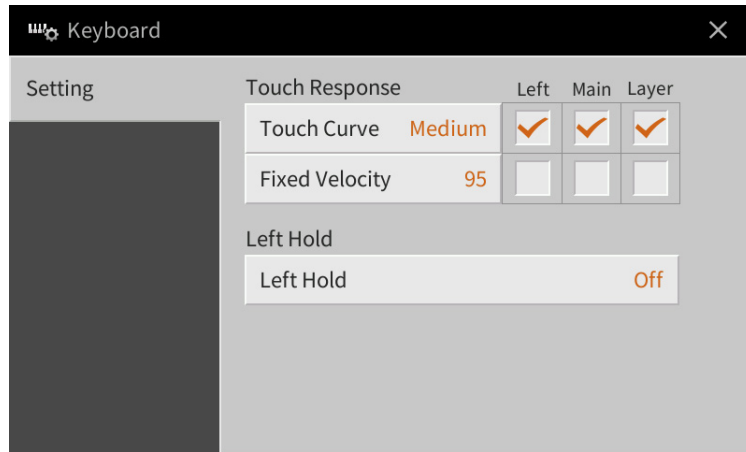 Keyboard
Setting
Touch Response Left Main Layer
Touch Curve Medium
Fixed Velocity 95
Left Hold
Left Hold Off